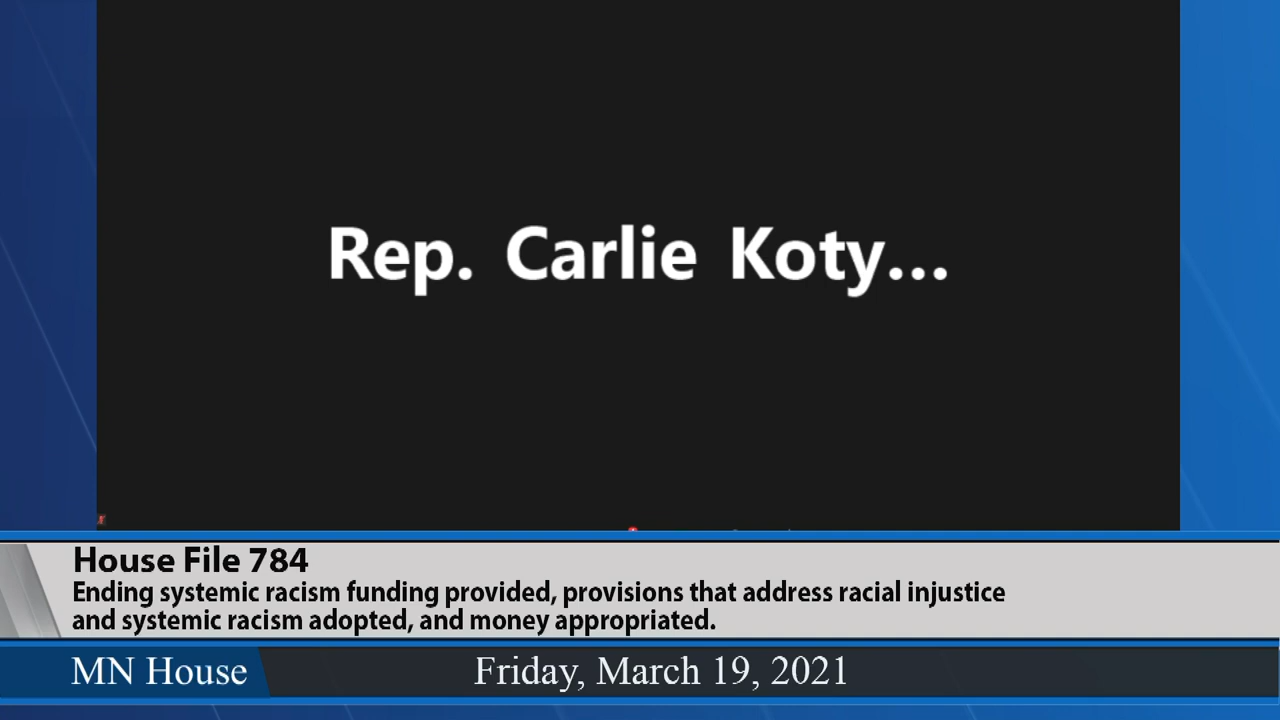 Rep. Carlie Koty...
House File 784
Ending systemic racism funding provided, provisions that address racial injustice
and systemic racism adopted, and money appropriated.
MN House
Friday, March 19, 2021